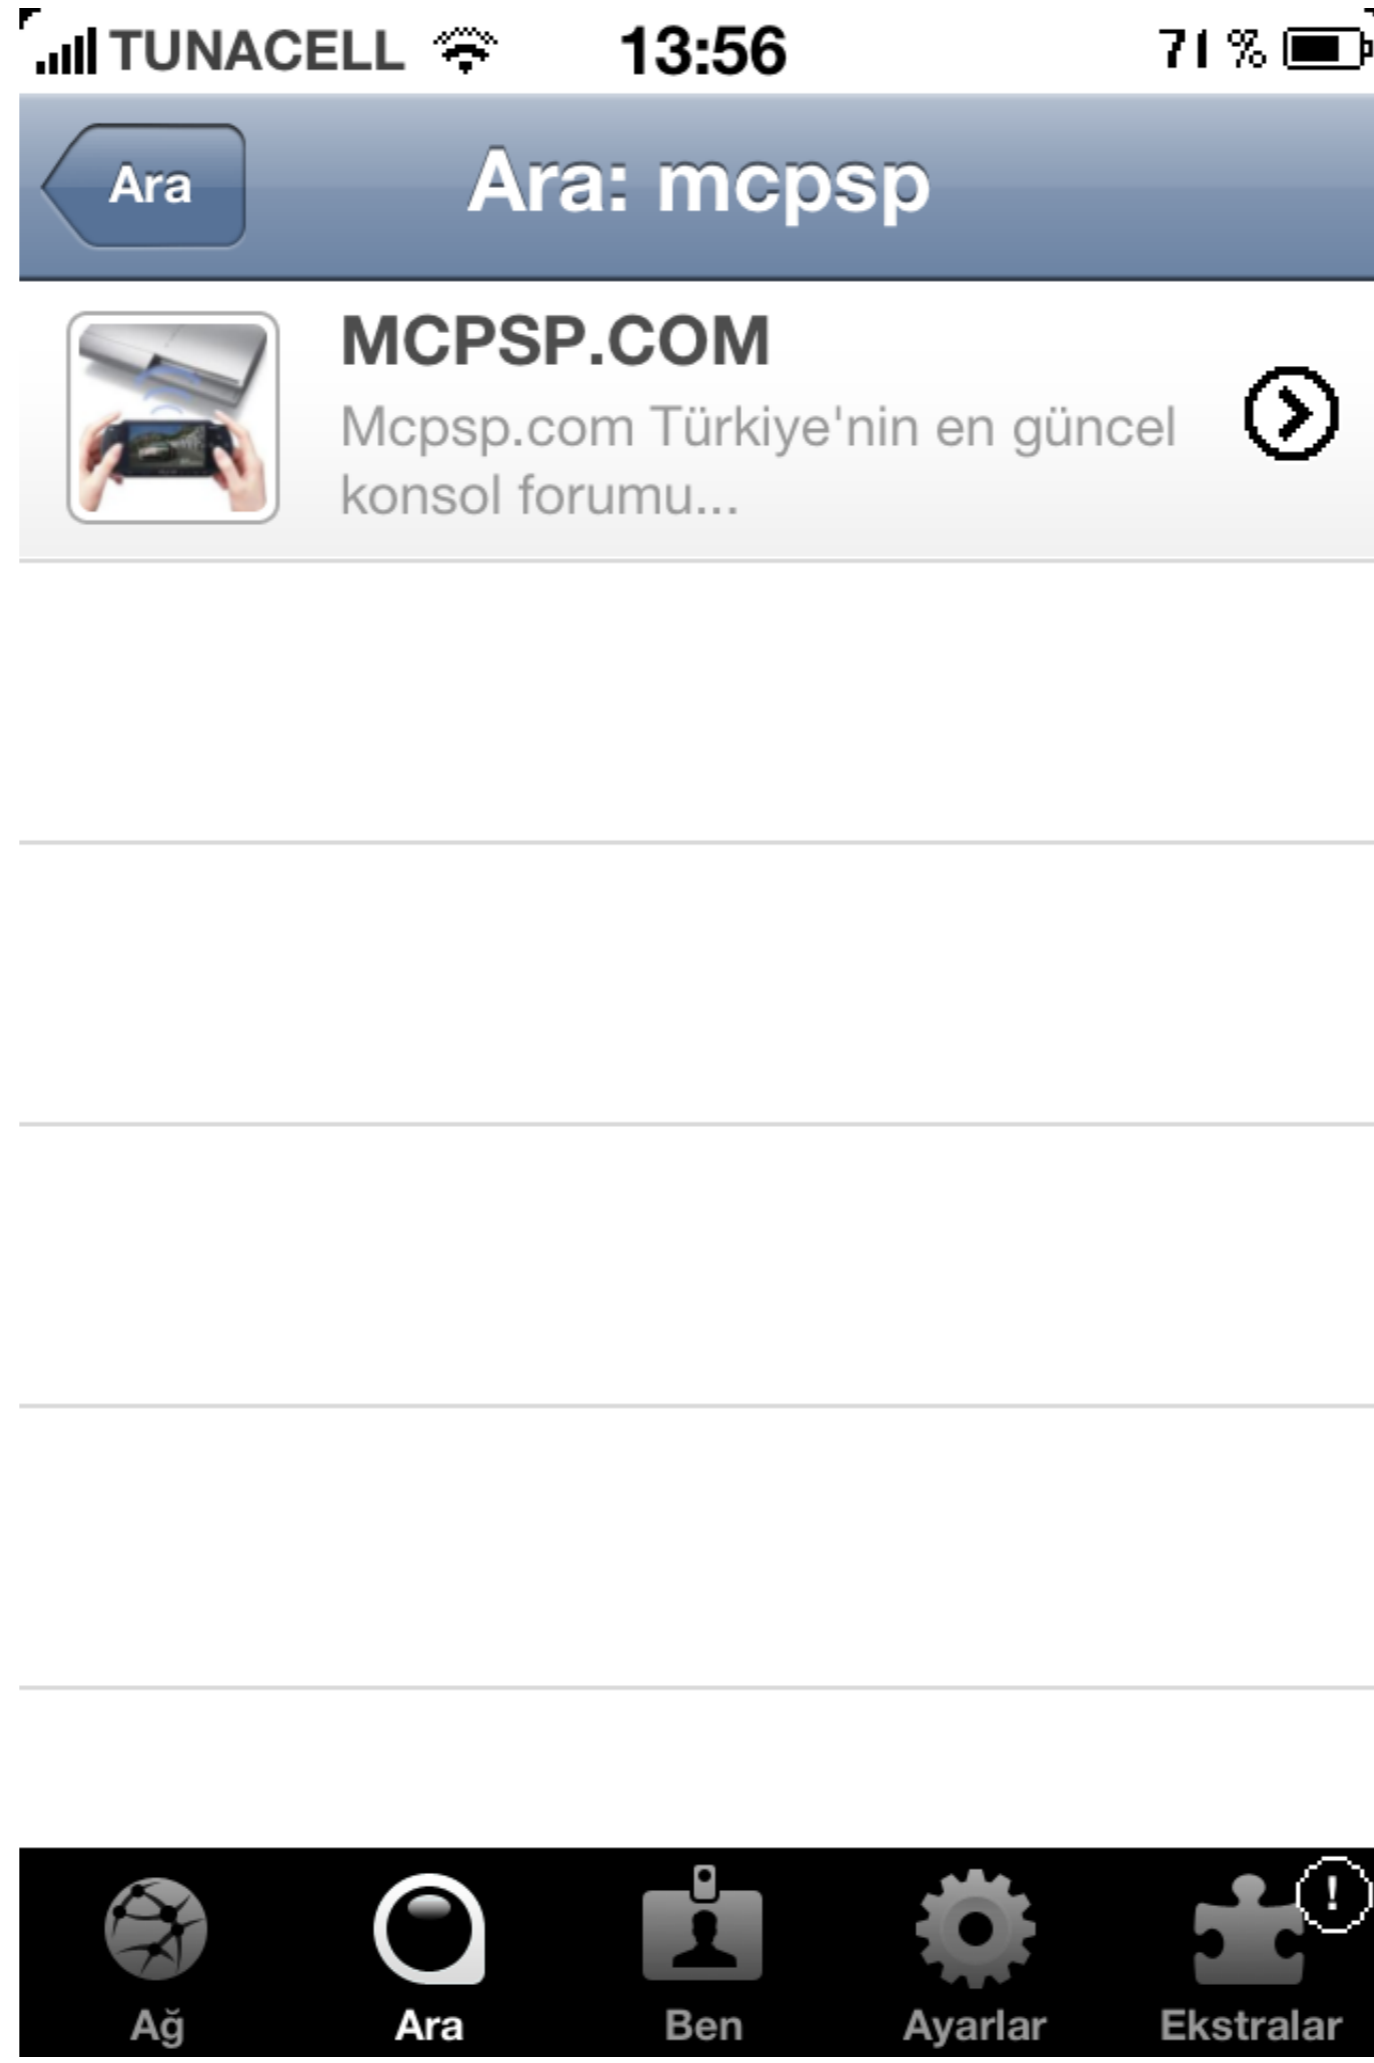 TUNACELL 13:56 71 %
Ara Ara: mcpsp
MCPSP.COM
Mcpsp.com Türkiye'nin en güncel
konsol forumu...
!
Ağ Ara Ben Ayarlar Ekstralar